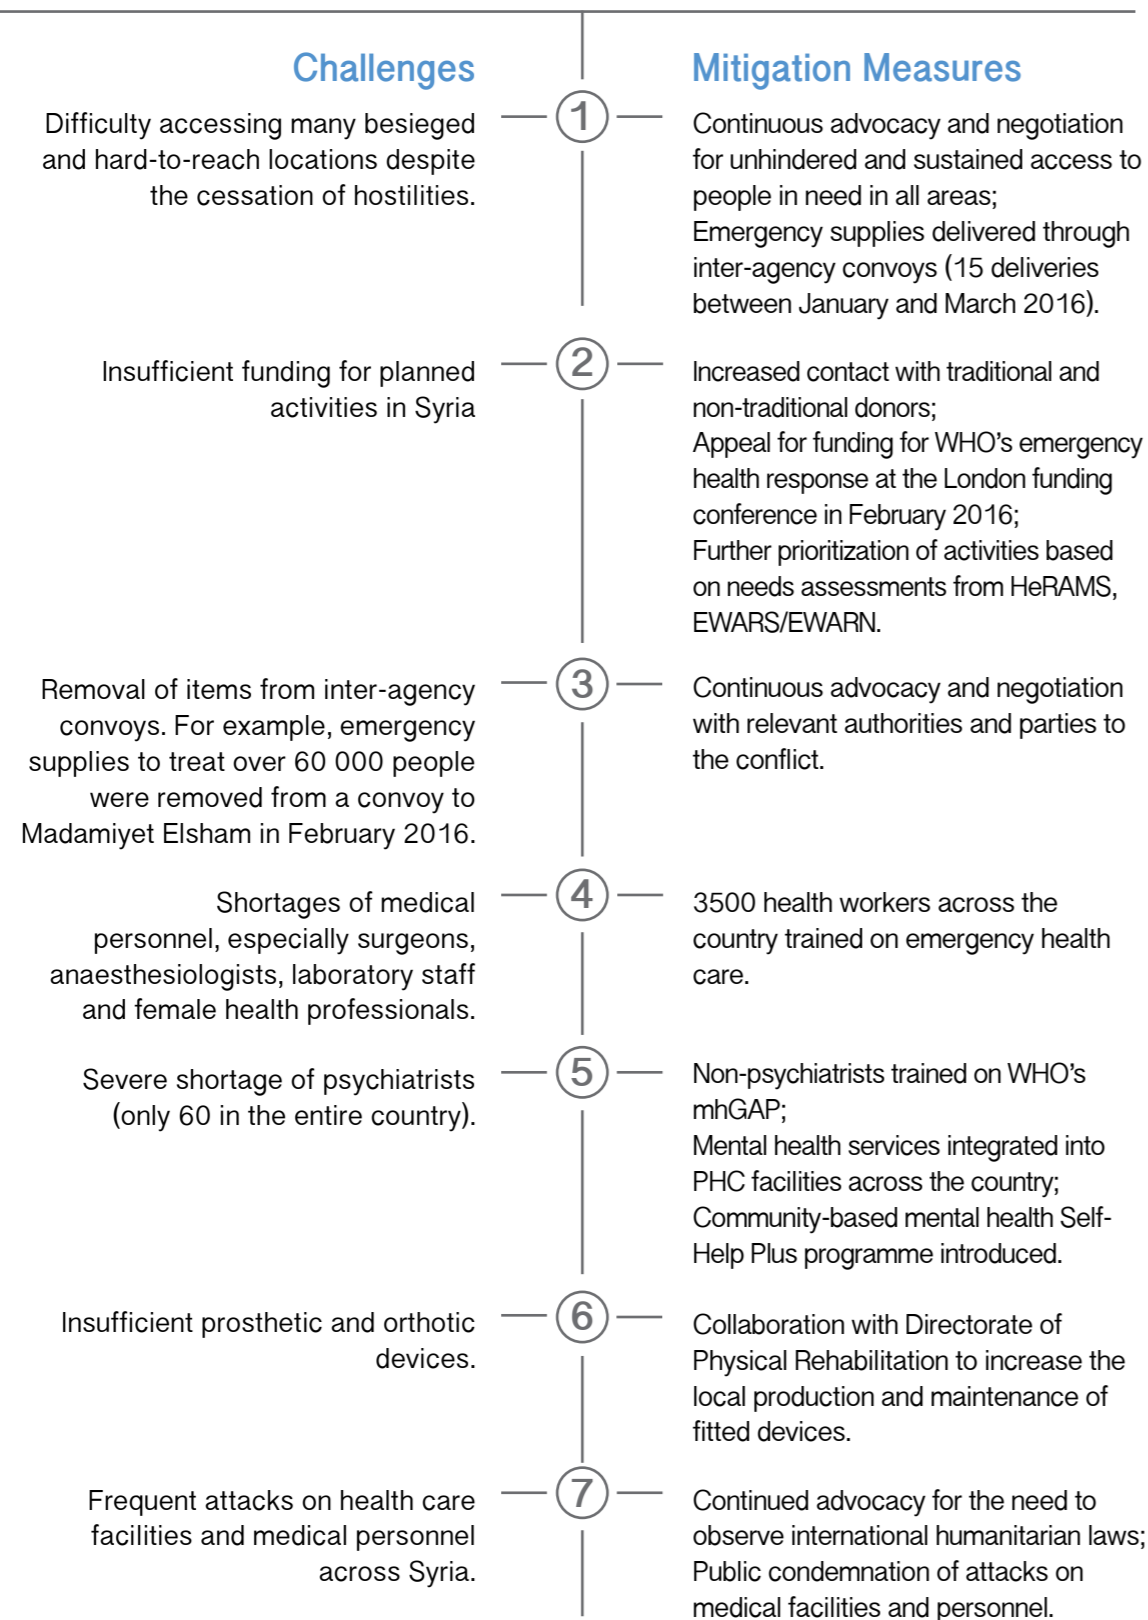 Challenges
Mitigation Measures
1
Difficulty accessing many besieged
and hard-to-reach locations despite
the cessation of hostilities.
Continuous advocacy and negotiation
for unhindered and sustained access to
people in need in all areas;
Emergency supplies delivered through
inter-agency convoys (15 deliveries
between January and March 2016).
2
Insufficient funding for planned
activities in Syria
Increased contact with traditional and
non-traditional donors;
Appeal for funding for WHO's emergency
health response at the London funding
conference in February 2016;
Further prioritization of activities based
on needs assessments from HeRAMS,
EWARS/EWARN.
3
Removal of items from inter-agency
convoys. For example, emergency
supplies to treat over 60 000 people
were removed from a convoy to
Madamiyet Elsham in February 2016.
Continuous advocacy and negotiation
with relevant authorities and parties to
the conflict.
4
Shortages of medical
personnel, especially surgeons,
anaesthesiologists, laboratory staff
and female health professionals.
3500 health workers across the
country trained on emergency health
care.
5
Severe shortage of psychiatrists
(only 60 in the entire country).
Non-psychiatrists trained on WHO's
mhGAP;
Mental health services integrated into
PHC facilities across the country;
Community-based mental health Self-
Help Plus programme introduced.
6
Insufficient prosthetic and orthotic
devices.
Collaboration with Directorate of
Physical Rehabilitation to increase the
local production and maintenance of
fitted devices.
7
Frequent attacks on health care
facilities and medical personnel
across Syria.
Continued advocacy for the need to
observe international humanitarian laws;
Public condemnation of attacks on
medical facilities and personnel.